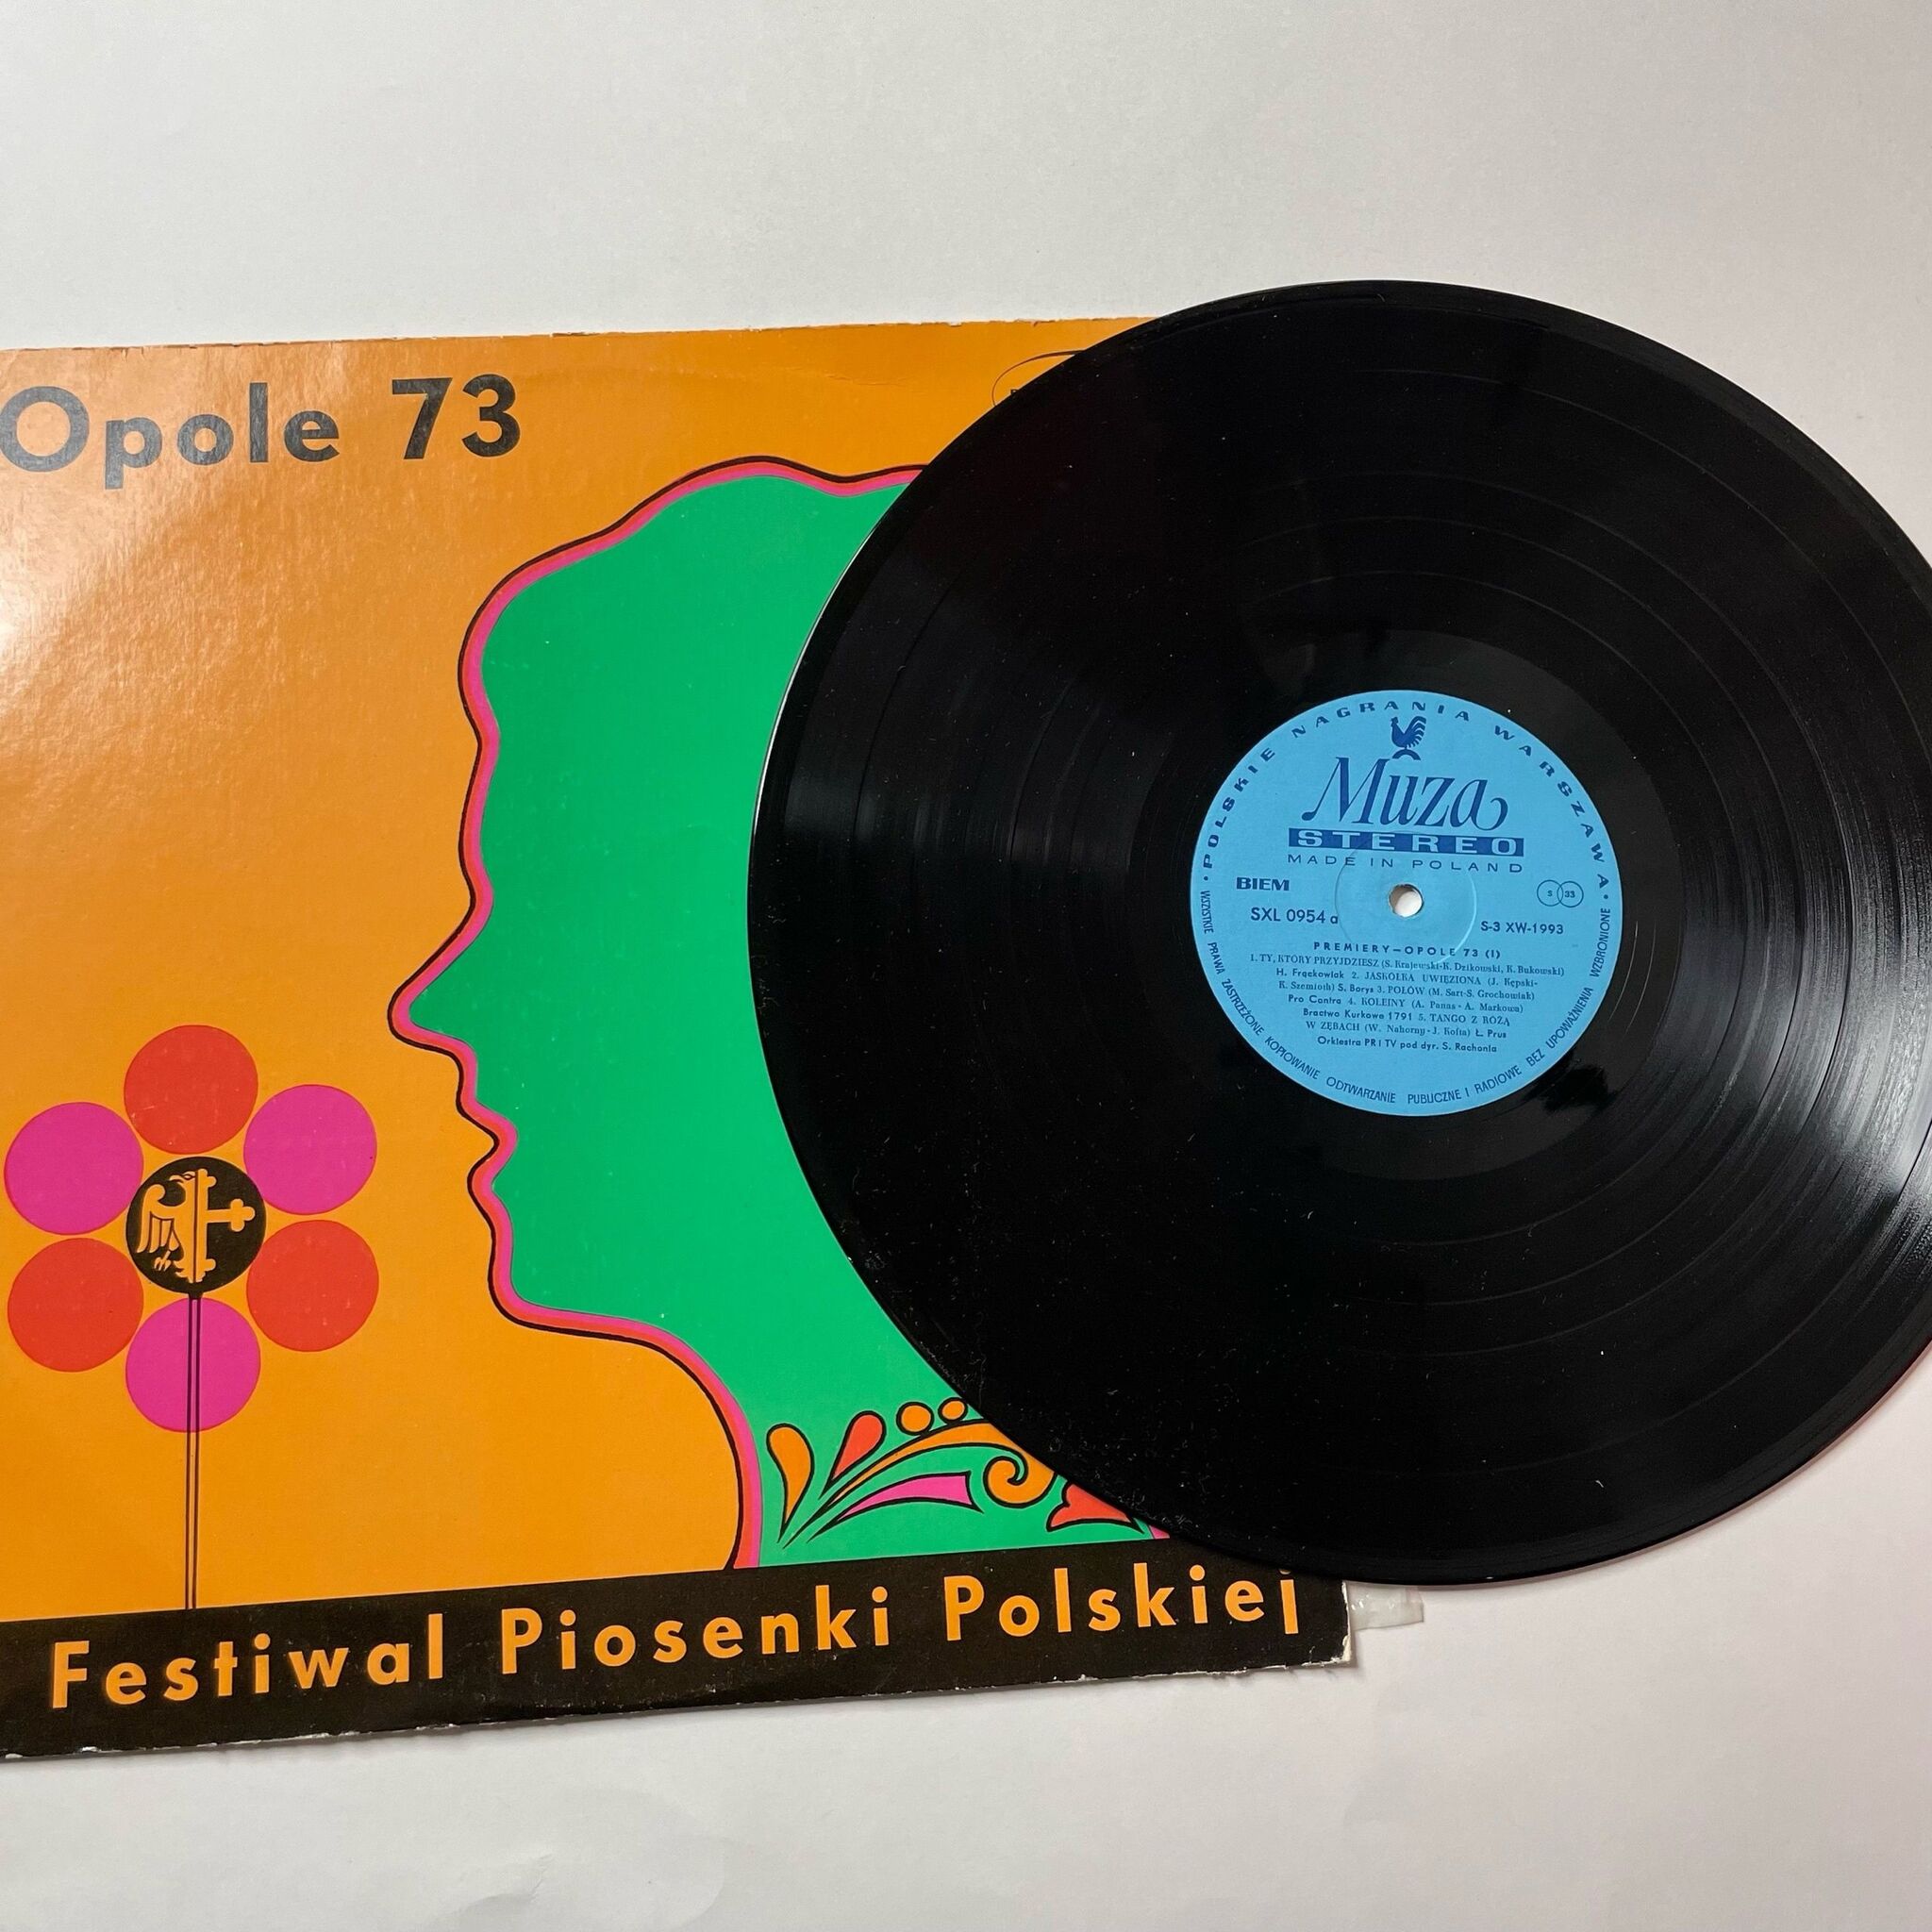 Opole 73
Festiwal Piosenki Polskiej
• POLSKIE NAGRANIA WARSZAWA •
Muza
STEREO
MADE IN POLAND
BIEM
S 33
SXL 0954 a
S-3 XW-1993
PREMIERY—OPOLE 73 (I)
1. TY, KTÓRY PRZYJDZIESZ (S. Krajewski-K. Dzikowski, K. Bukowski)
H. Frąckowiak 2. JASKÓŁKA UWIĘZIONA (J. Kępski-
K. Szemioth) S. Borys 3. POŁÓW (M. Sart-S. Grochowiak)
Pro Contra 4. KOLEINY (A. Panas - A. Markowa)
Bractwo Kurkowe 1791 5. TANGO Z RÓŻĄ
W ZĘBACH (W. Nahorny - J. Kofta) Ł. Prus
Orkiestra PR i TV pod dyr. S. Rachonia
WSZYSTKIE PRAWA ZASTRZEŻONE KOPIOWANIE ODTWARZANIE PUBLICZNE I RADIOWE BEZ UPOWAŻNIENIA WZBRONIONE